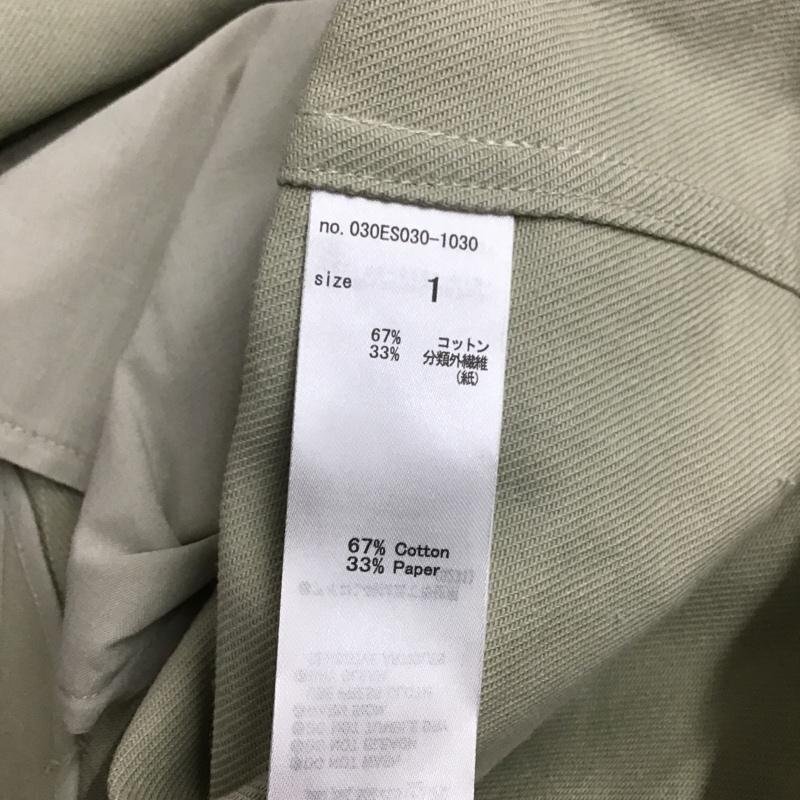 no. 030ES030-1030
size 1
67% コットン
33% 分類外繊維
(紙)
67% Cotton
33% Paper